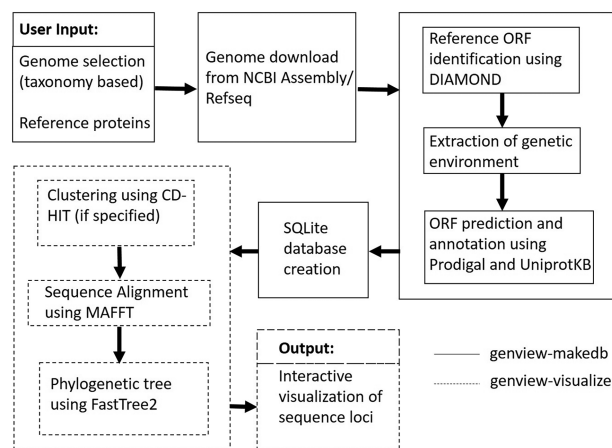 User Input:
Genome selection
(taxonomy based)
Reference proteins
Genome download
from NCBI Assembly/
Refseq
Reference ORF
identification using
DIAMOND
Extraction of genetic
environment
ORF prediction and
annotation using
Prodigal and UniprotKB
SQLite
database
creation
Clustering using CD-
HIT (if specified)
Sequence Alignment
using MAFFT
Phylogenetic tree
using FastTree2
Output:
Interactive
visualization of
sequence loci
genview-makedb
genview-visualize